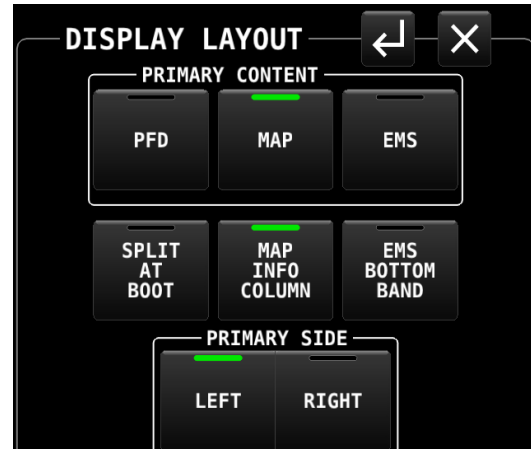 DISPLAY LAYOUT
PRIMARY CONTENT
PFD
MAP
EMS
SPLIT
AT
BOOT
MAP
INFO
COLUMN
EMS
BOTTOM
BAND
PRIMARY SIDE
LEFT
RIGHT